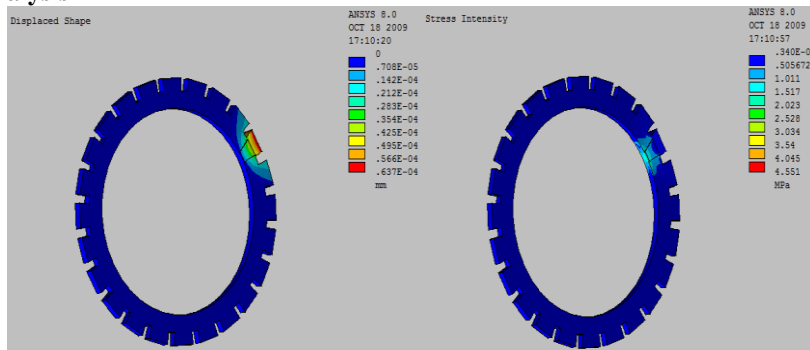 alysis
Displaced Shape
ANSYS 8.0
OCT 18 2009
17:10:20
0
.708E-05
.142E-04
.212E-04
.283E-04
.354E-04
.425E-04
.495E-04
.566E-04
.637E-04
mm
Stress Intensity
ANSYS 8.0
OCT 18 2009
17:10:57
.340E-0
.505672
1.011
1.517
2.023
2.528
3.034
3.54
4.045
4.551
MPa